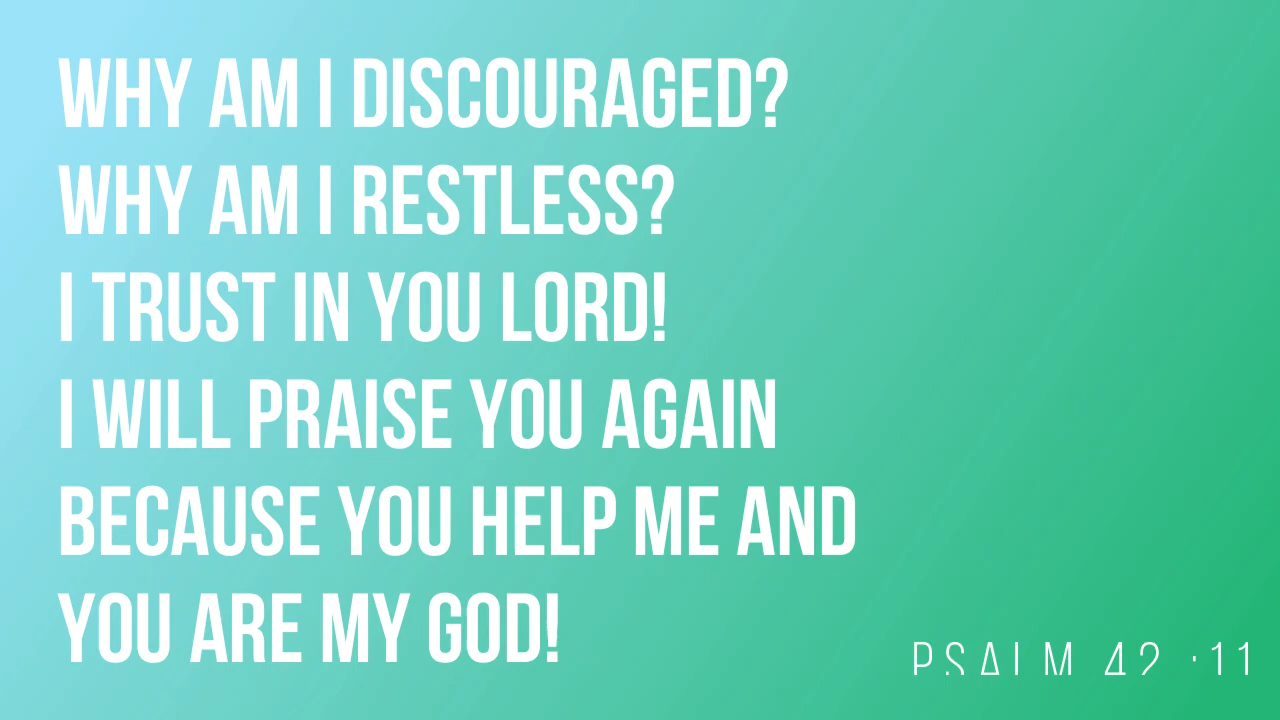 WHY AM I DISCOURAGED?
WHY AM I RESTLESS?
I TRUST IN YOU LORD!
I WILL PRAISE YOU AGAIN
BECAUSE YOU HELP ME AND
YOU ARE MY GOD!
PSALM 42 :11